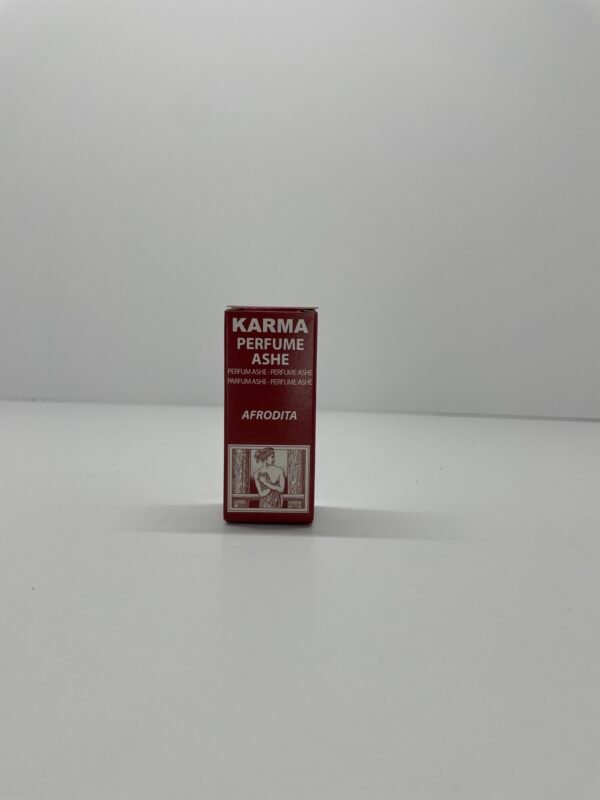 KARMA
PERFUME
ASHE
PERFUM ASHE - PERFUME ASHE
PARFUM ASHE - PERFUME ASHE
AFRODITA